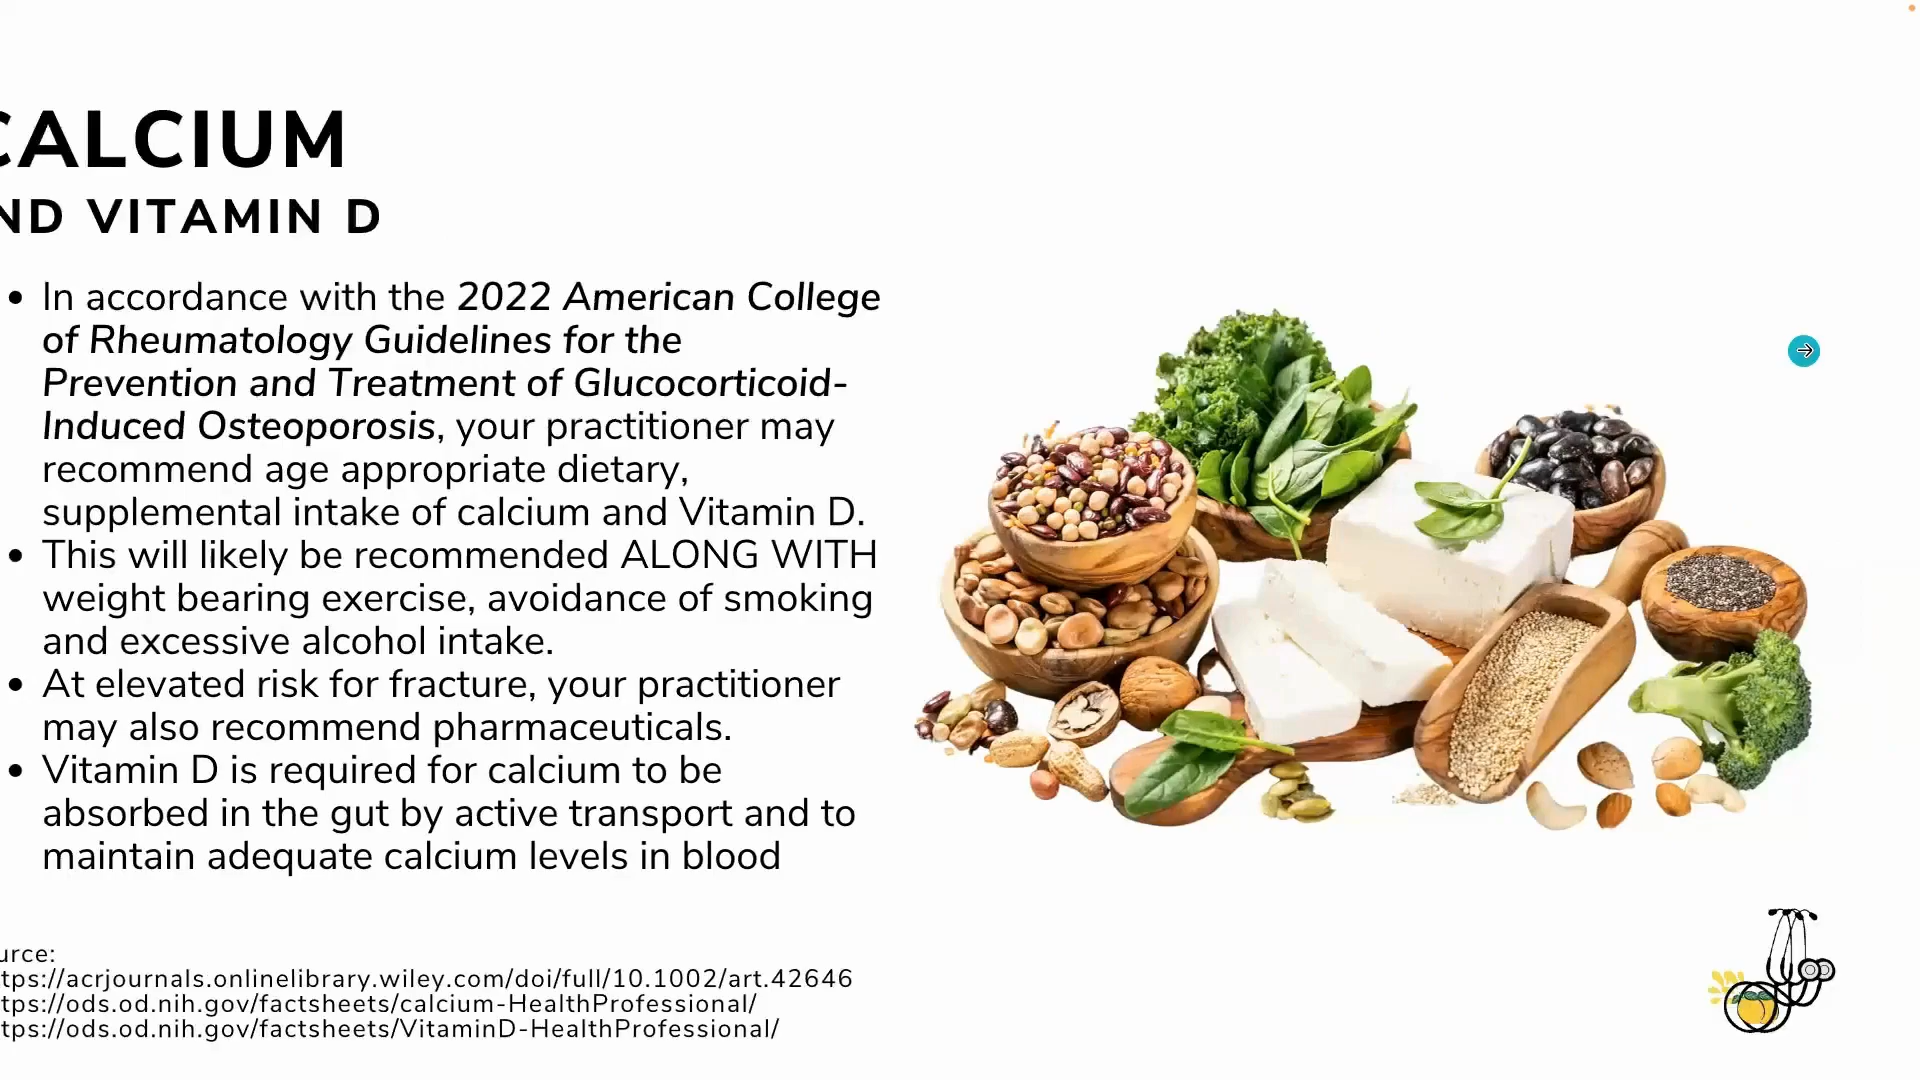 CALCIUM
ND VITAMIN D
• In accordance with the 2022 American College
of Rheumatology Guidelines for the
Prevention and Treatment of Glucocorticoid-
Induced Osteoporosis, your practitioner may
recommend age appropriate dietary,
supplemental intake of calcium and Vitamin D.
• This will likely be recommended ALONG WITH
weight bearing exercise, avoidance of smoking
and excessive alcohol intake.
• At elevated risk for fracture, your practitioner
may also recommend pharmaceuticals.
• Vitamin D is required for calcium to be
absorbed in the gut by active transport and to
maintain adequate calcium levels in blood
urce:
tps://acrjournals.onlinelibrary.wiley.com/doi/full/10.1002/art.42646
tps://ods.od.nih.gov/factsheets/calcium-HealthProfessional/
tps://ods.od.nih.gov/factsheets/VitaminD-HealthProfessional/